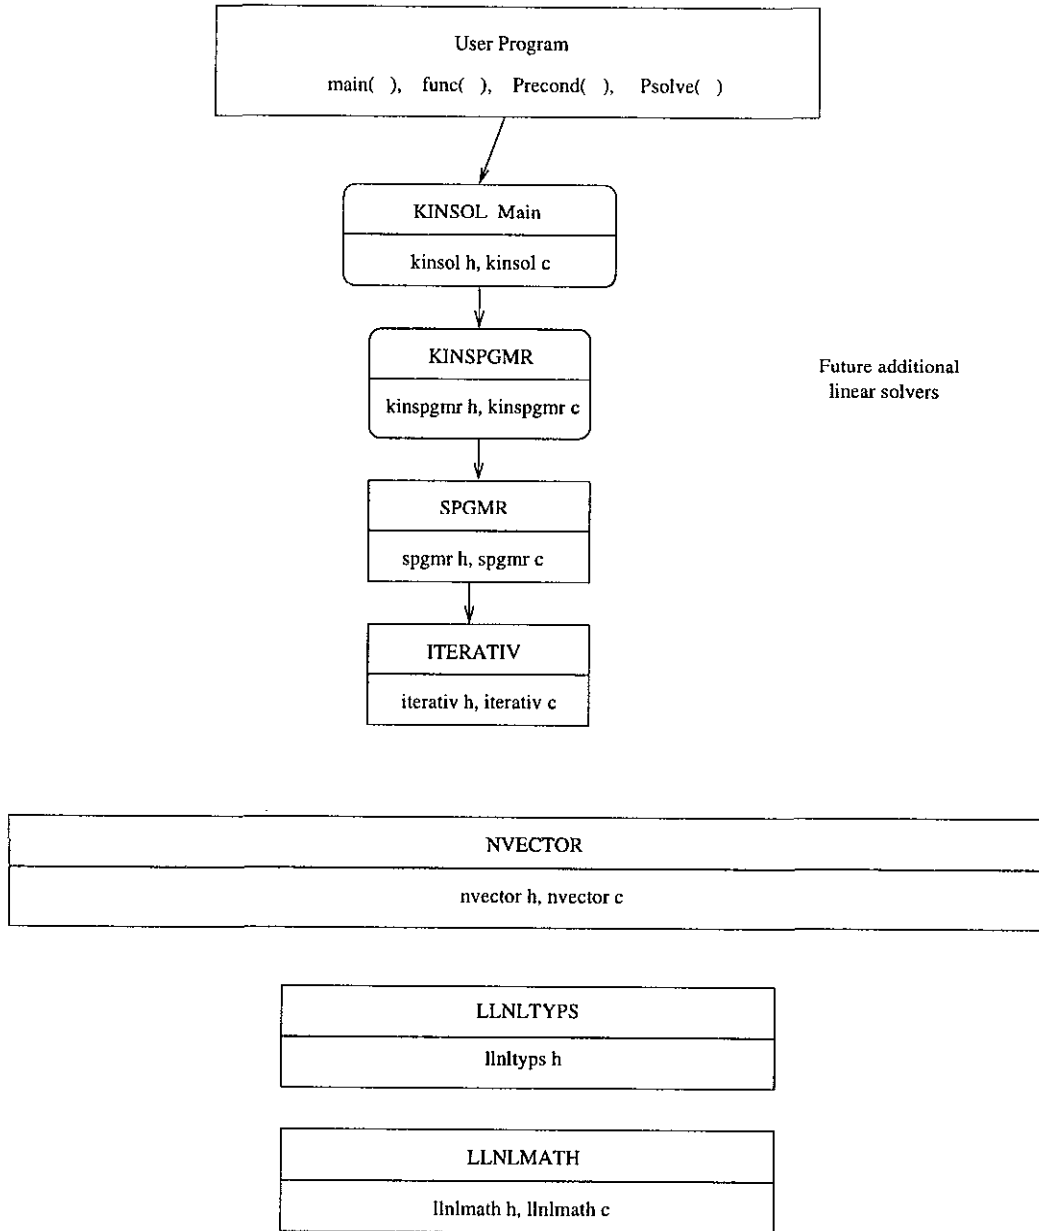 User Program
main( ), func( ), Precond( ), Psolve( )
KINSOL Main
kinsol h, kinsol c
KINSPGMR
kinspgmr h, kinspgmr c
Future additional
linear solvers
SPGMR
spgmr h, spgmr c
ITERATIV
iterativ h, iterativ c
NVECTOR
nvector h, nvector c
LLNLTYPS
llnltyps h
LLNLMATH
llnlmath h, llnlmath c